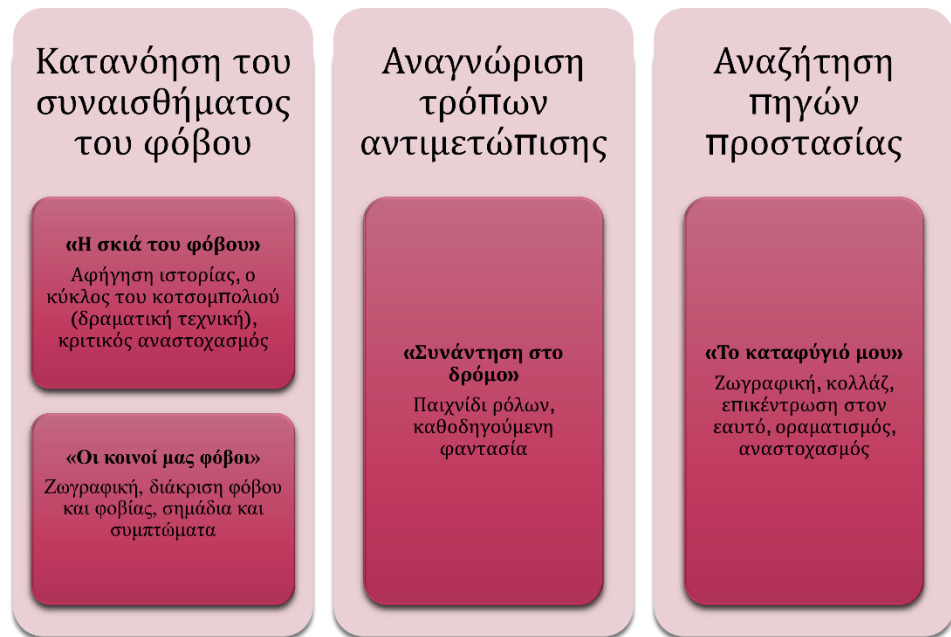 Κατανόηση του
συναισθήματος
του φόβου
«Η σκιά του φόβου»
Αφήγηση ιστορίας, ο
κύκλος του κοτσομπολιού
(δραματική τεχνική),
κριτικός αναστοχασμός
«Οι κοινοί μας φόβοι»
Ζωγραφική, διάκριση φόβου
και φοβίας, σημάδια και
συμπτώματα
Αναγνώριση
τρόπων
αντιμετώπισης
«Συνάντηση στο
δρόμο»
Παιχνίδι ρόλων,
καθοδηγούμενη
φαντασία
Αναζήτηση
πηγών
προστασίας
«Το καταφύγιό μου»
Ζωγραφική, κολλάζ,
επικέντρωση στον
εαυτό, οραματισμός,
αναστοχασμός